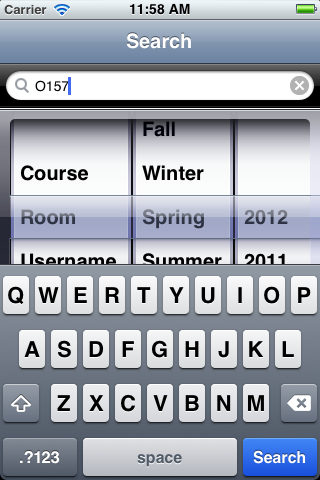 Carrier 11:58 AM
Search
O157
Fall
Course Winter
Room Spring 2012
Username Summer 2011
Q W E R T Y U I O P
A S D F G H J K L
Z X C V B N M
.?123 space Search